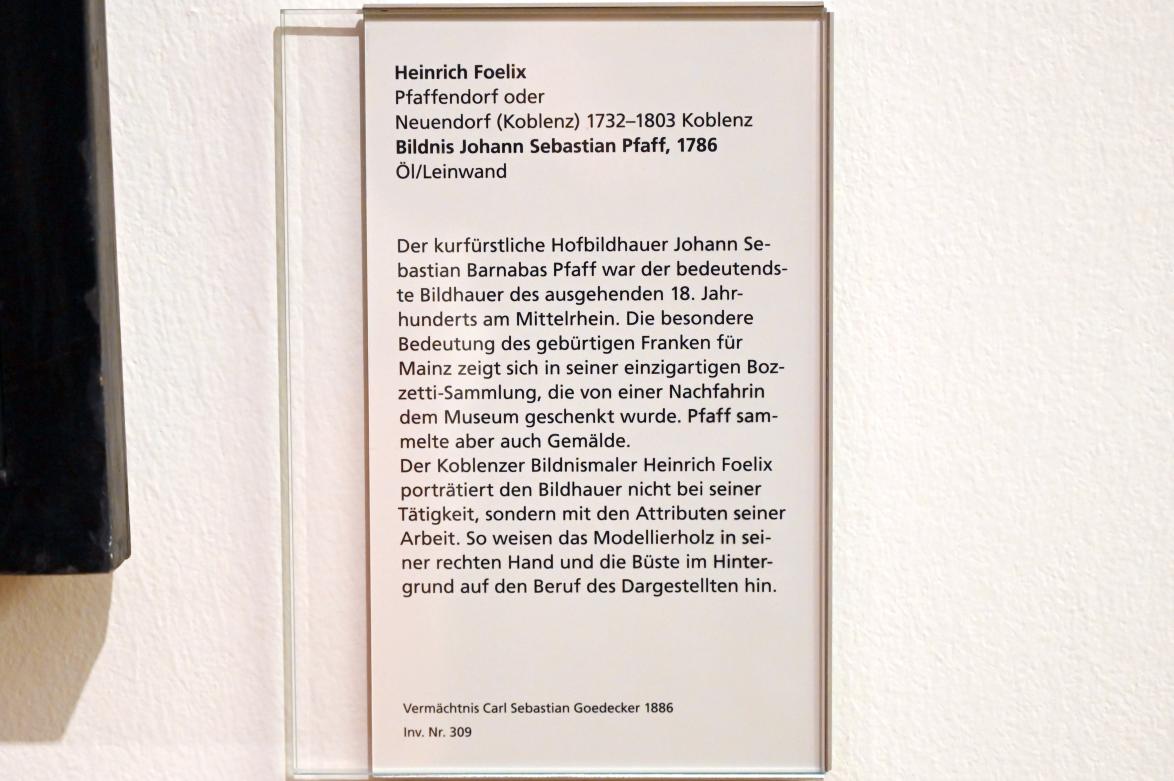 Heinrich Foelix
Pfaffendorf oder
Neuendorf (Koblenz) 1732–1803 Koblenz
Bildnis Johann Sebastian Pfaff, 1786
Öl/Leinwand
Der kurfürstliche Hofbildhauer Johann Se-
bastian Barnabas Pfaff war der bedeutends-
te Bildhauer des ausgehenden 18. Jahr-
hunderts am Mittelrhein. Die besondere
Bedeutung des gebürtigen Franken für
Mainz zeigt sich in seiner einzigartigen Boz-
zetti-Sammlung, die von einer Nachfahrin
dem Museum geschenkt wurde. Pfaff sam-
melte aber auch Gemälde.
Der Koblenzer Bildnismaler Heinrich Foelix
porträtiert den Bildhauer nicht bei seiner
Tätigkeit, sondern mit den Attributen seiner
Arbeit. So weisen das Modellierholz in sei-
ner rechten Hand und die Büste im Hinter-
grund auf den Beruf des Dargestellten hin.
Vermächtnis Carl Sebastian Goedecker 1886
Inv. Nr. 309